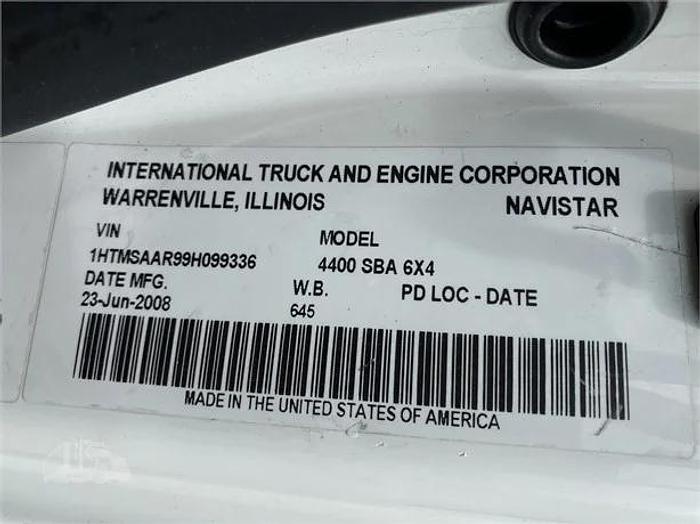 INTERNATIONAL TRUCK AND ENGINE CORPORATION
WARRENVILLE, ILLINOIS NAVISTAR
VIN MODEL
1HTMSAAR99H099336 4400 SBA 6X4
DATE MFG. W.B. PD LOC - DATE
23-Jun-2008 645
MADE IN THE UNITED STATES OF AMERICA